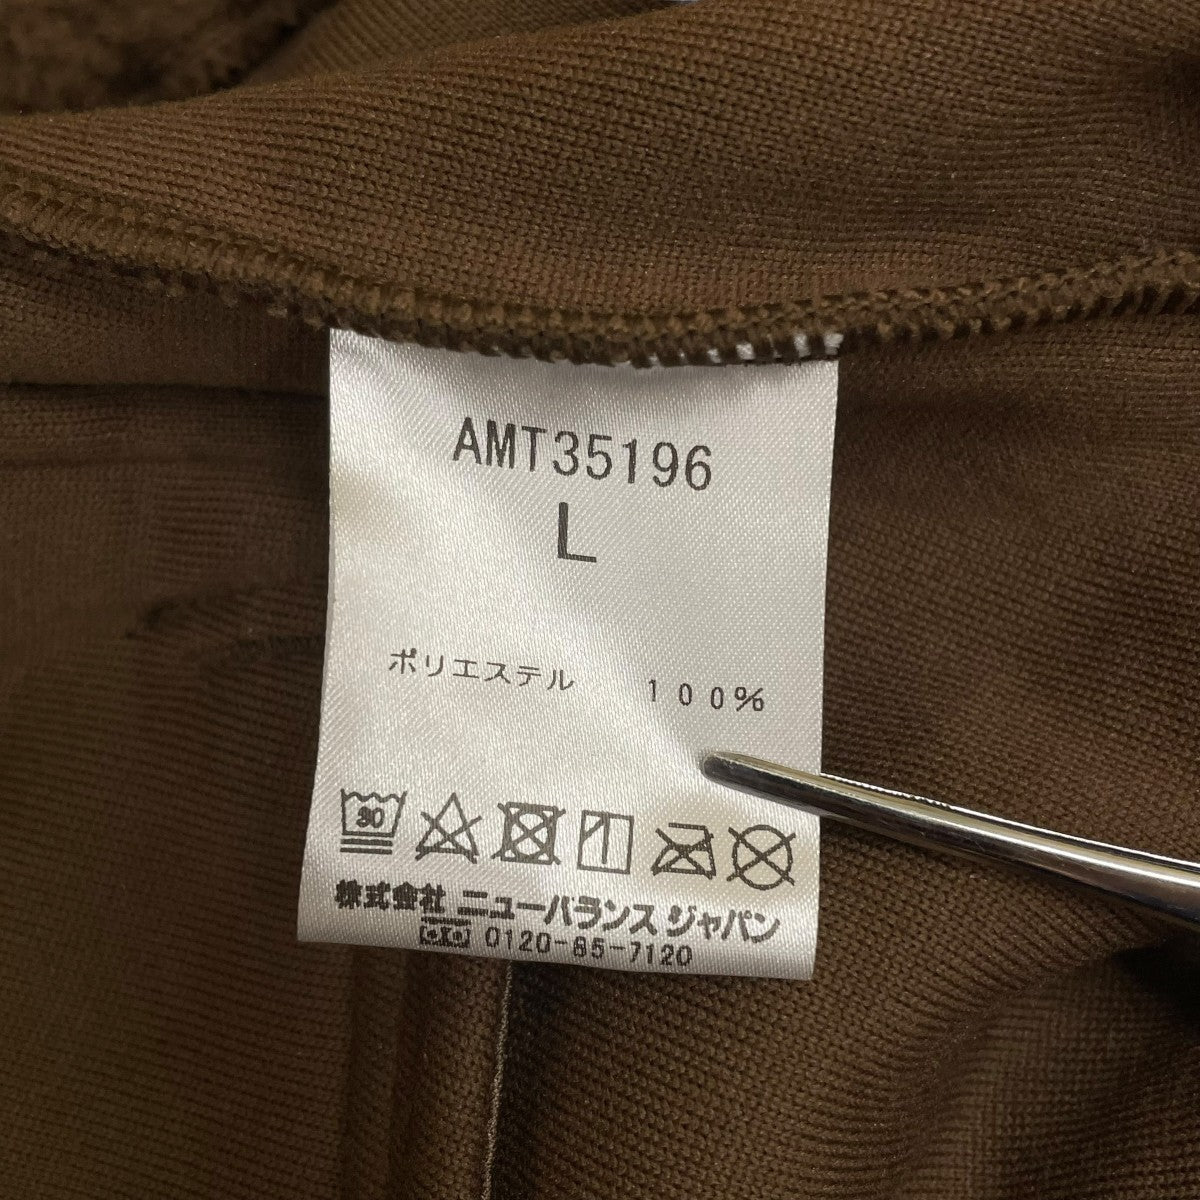 AMT35196
L
ポリエステル 100%
30
株式会社 ニューバランス ジャパン
0120-85-7120